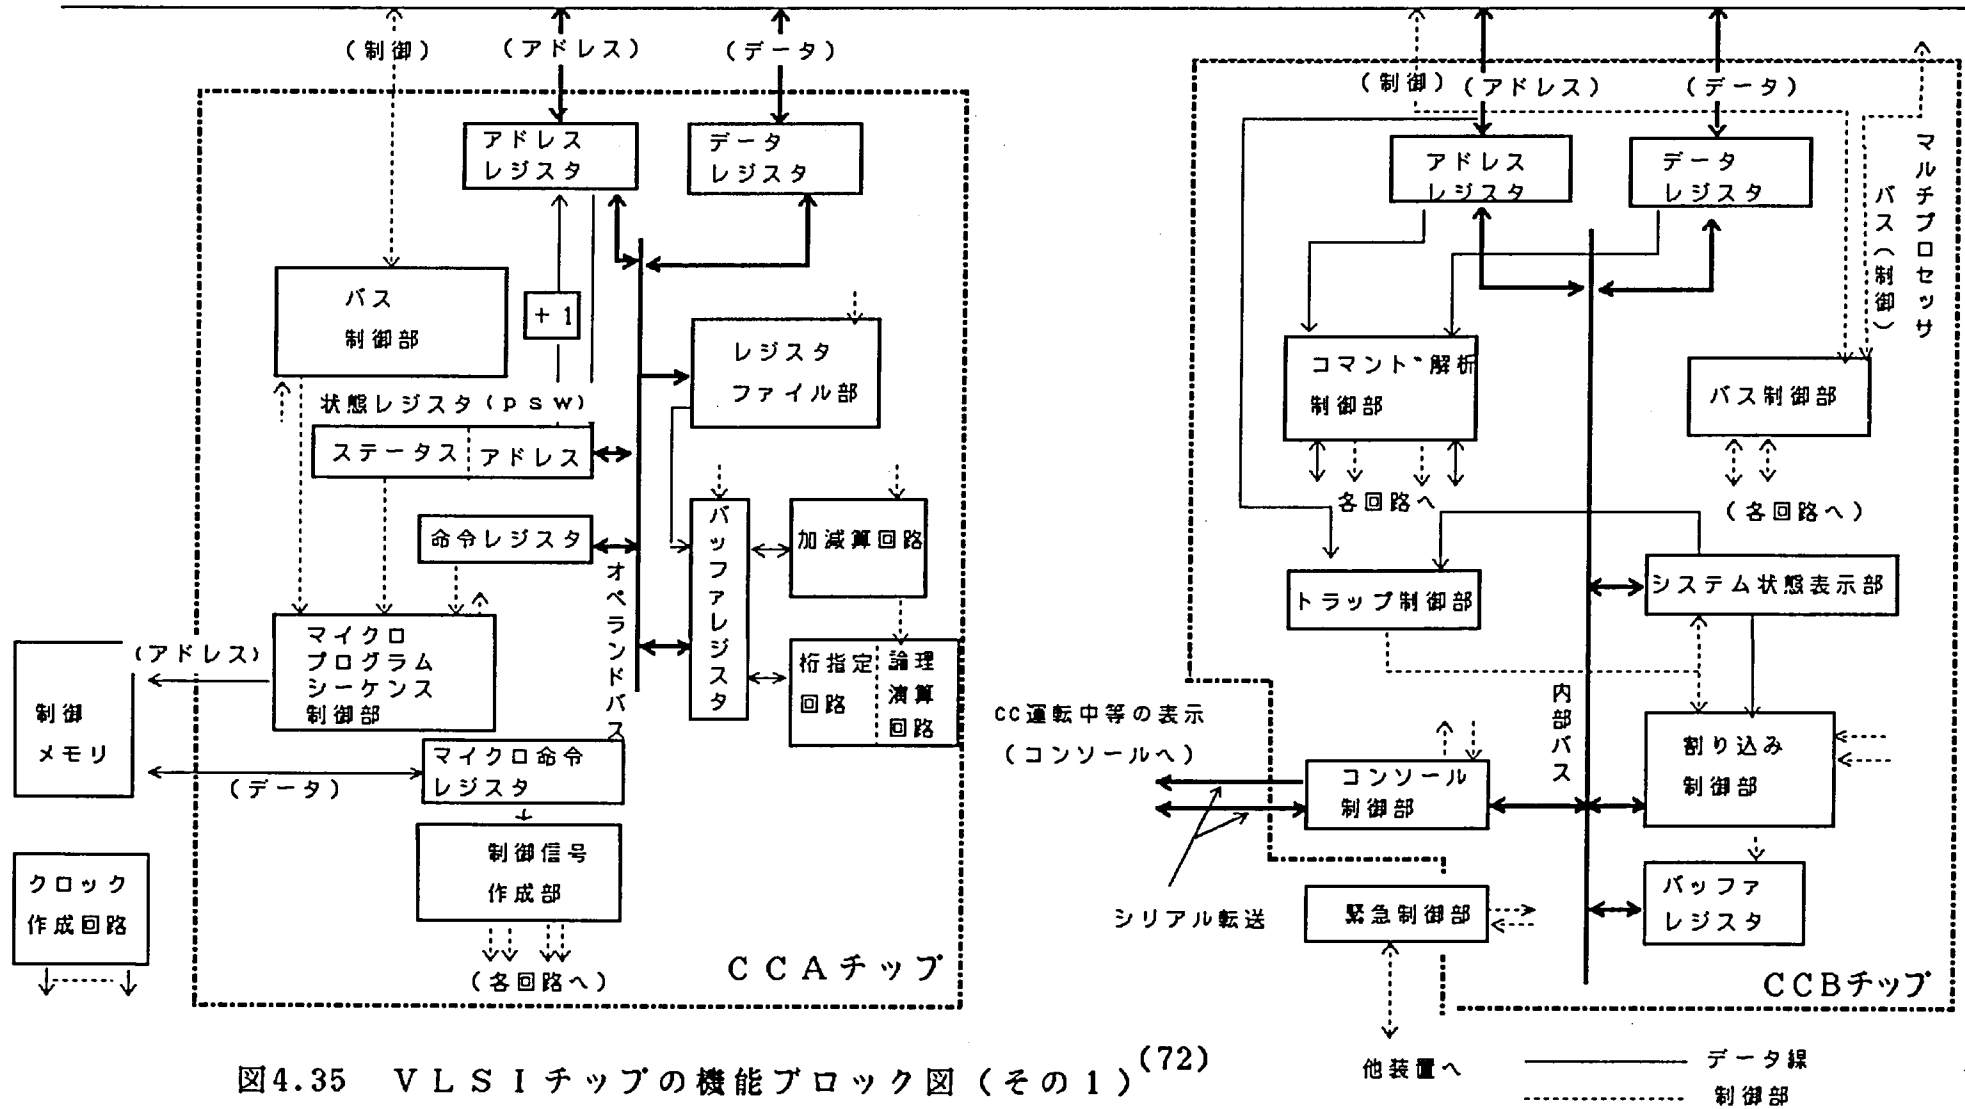 (制御)
(アドレス)
(データ)
アドレス
レジスタ
データ
レジスタ
バス
制御部
+1
レジスタ
ファイル部
状態レジスタ(psw)
ステータス
アドレス
命令レジスタ
オペランドバス
バッファレジスタ
加減算回路
桁指定
回路
論理
演算
回路
マイクロ
プログラム
シーケンス
制御部
(アドレス)
制御
メモリ
(データ)
マイクロ命令
レジスタ
制御信号
作成部
(各回路へ)
クロック
作成回路
CCAチップ
(制御)
(アドレス)
(データ)
アドレス
レジスタ
データ
レジスタ
マルチプロセッサ
バス(制御)
コマンド解析
制御部
各回路へ
バス制御部
(各回路へ)
トラップ制御部
システム状態表示部
内部バス
CC運転中等の表示
(コンソールへ)
コンソール
制御部
割り込み
制御部
シリアル転送
緊急制御部
バッファ
レジスタ
CCBチップ
他装置へ
データ線
制御部
図4.35 VLSIチップの機能ブロック図(その1)(72)